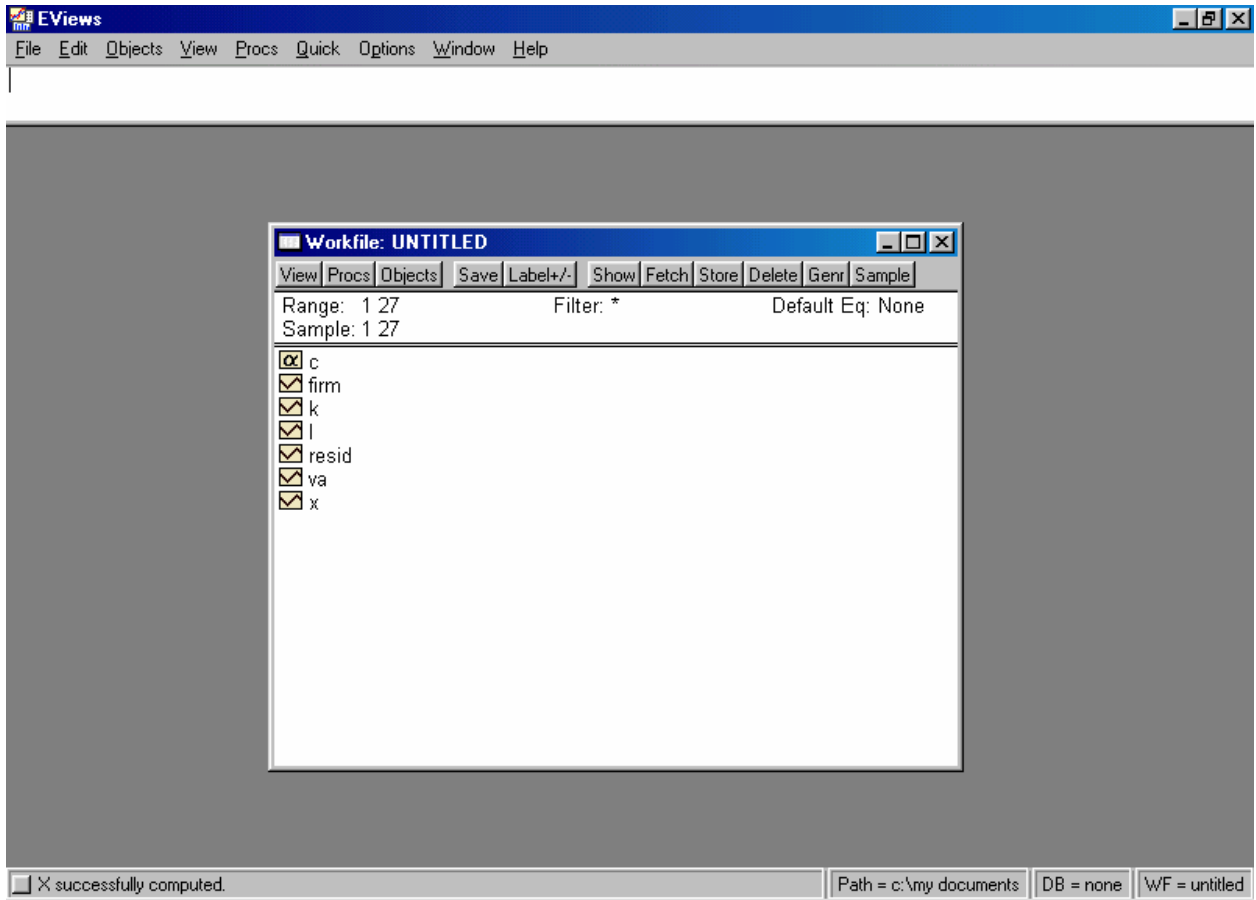 EViews
File Edit Objects View Procs Quick Options Window Help
Workfile: UNTITLED
View Procs Objects Save Label+/- Show Fetch Store Delete Genr Sample
Range: 1 27 Filter: * Default Eq: None
Sample: 1 27
α c
firm
k
l
resid
va
x
X successfully computed. Path = c:\my documents DB = none WF = untitled